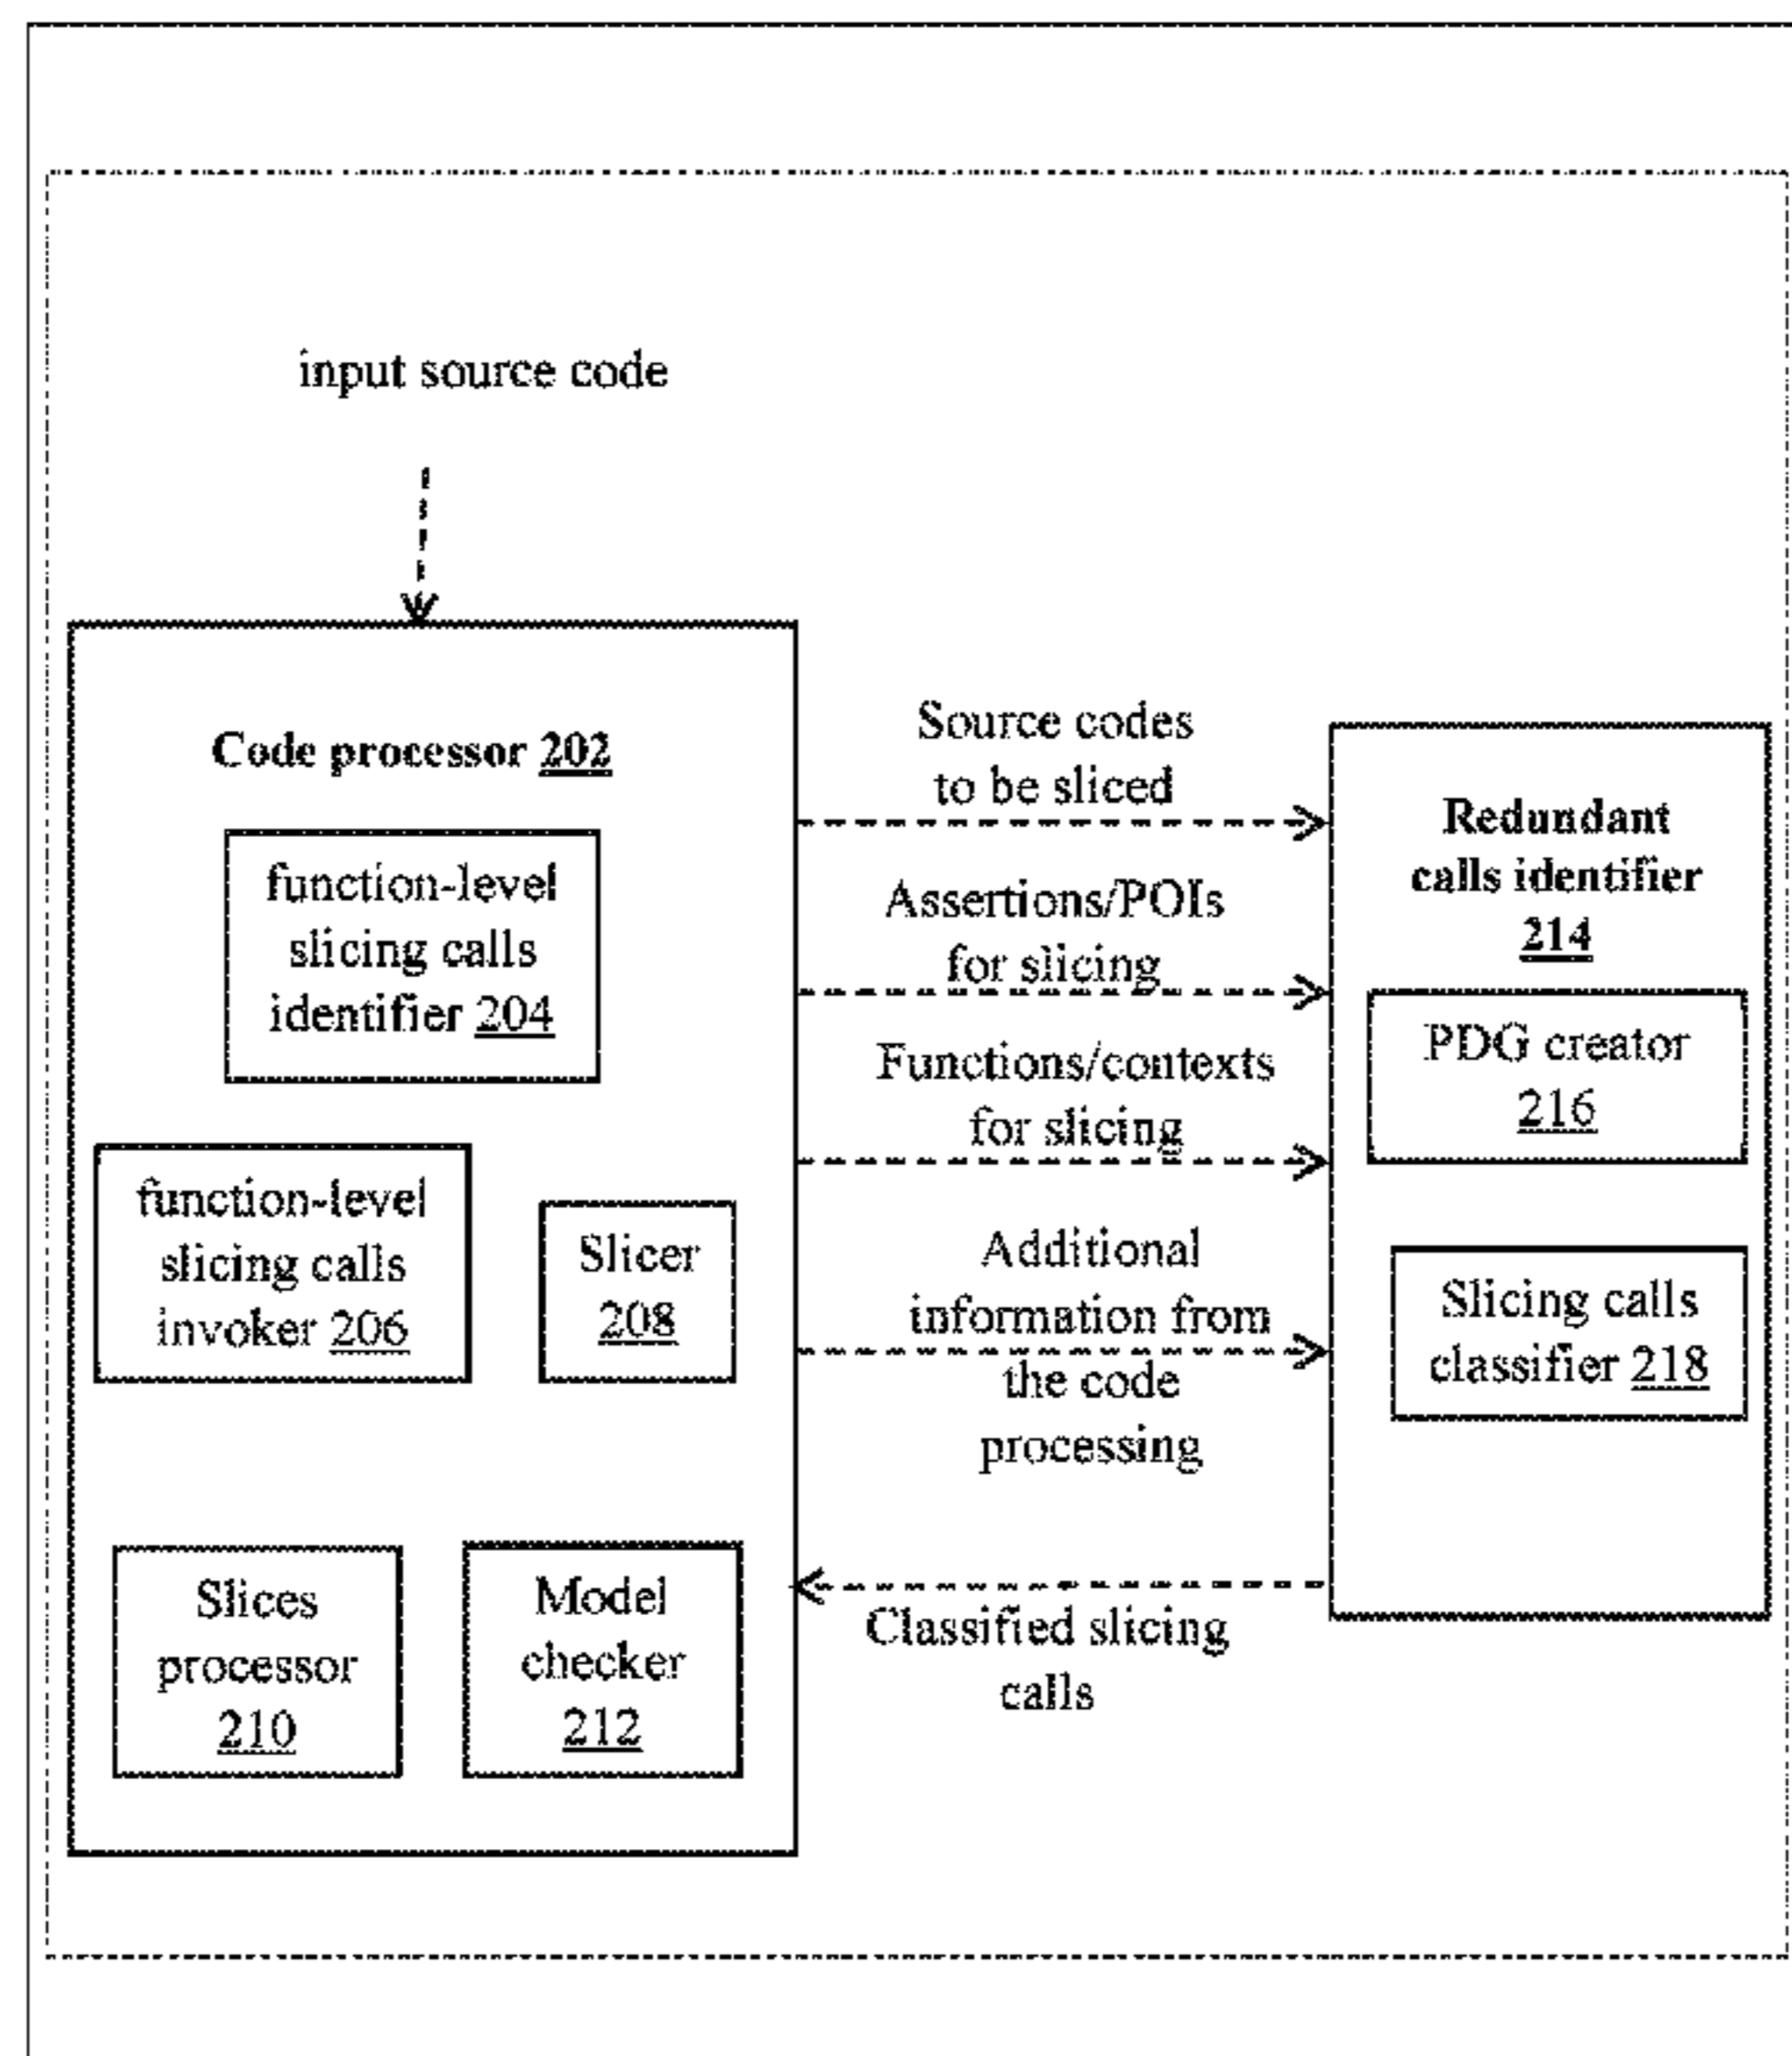 input source code
Code processor 202
function-level
slicing calls
identifier 204
function-level
slicing calls
invoker 206
Slicer
208
Slices
processor
210
Model
checker
212
Source codes
to be sliced
Assertions/POIs
for slicing
Functions/contexts
for slicing
Additional
information from
the code
processing
Classified slicing
calls
Redundant
calls identifier
214
PDG creator
216
Slicing calls
classifier 218